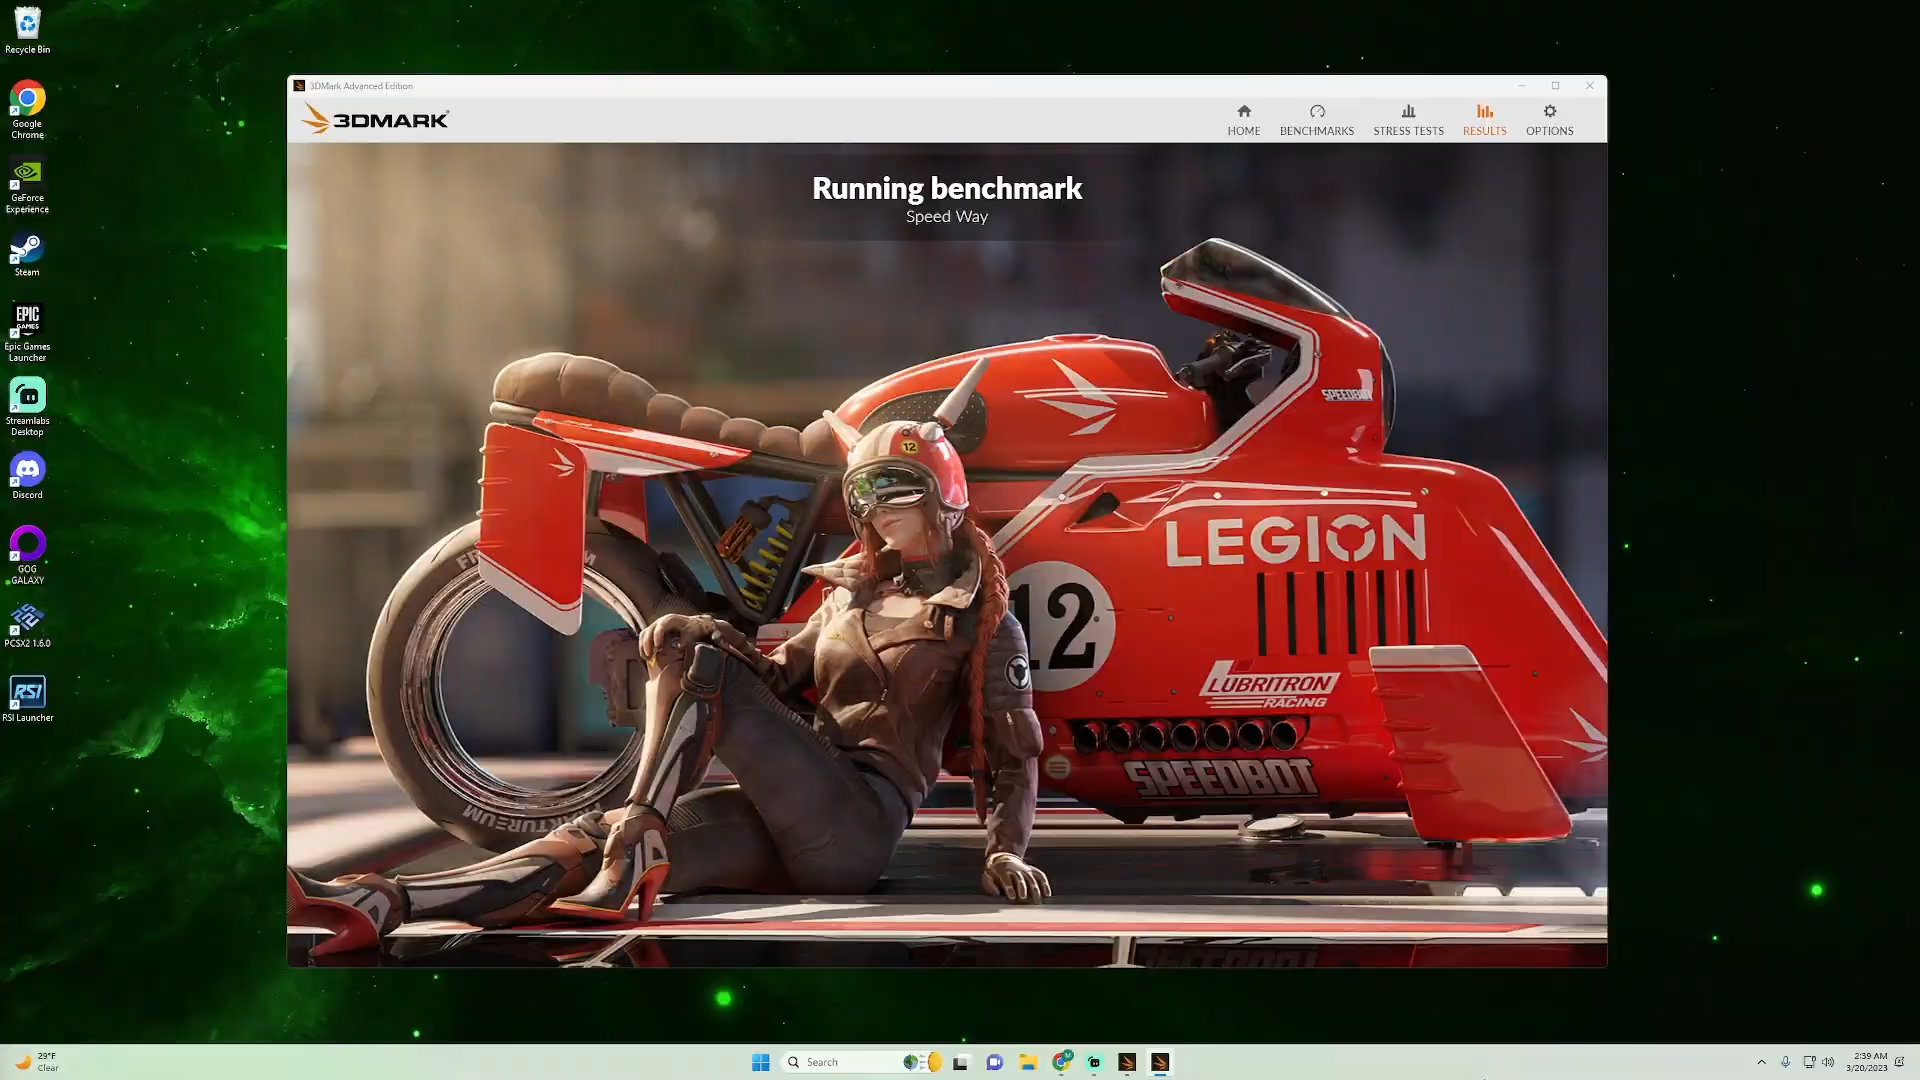 Recycle Bin
Google
Chrome
GeForce
Experience
Steam
EPIC
GAMES
Epic Games
Launcher
Streamlabs
Desktop
Discord
GOG
GALAXY
PCSX2 1.6.0
RSI
RSI Launcher
3DMark Advanced Edition
3DMARK
HOME
BENCHMARKS
STRESS TESTS
RESULTS
OPTIONS
Running benchmark
Speed Way
SPEEDBOT
12
LEGION
12
LUBRITRON
RACING
SPEEDBOT
29°F
Clear
Search
2:39 AM
3/20/2023